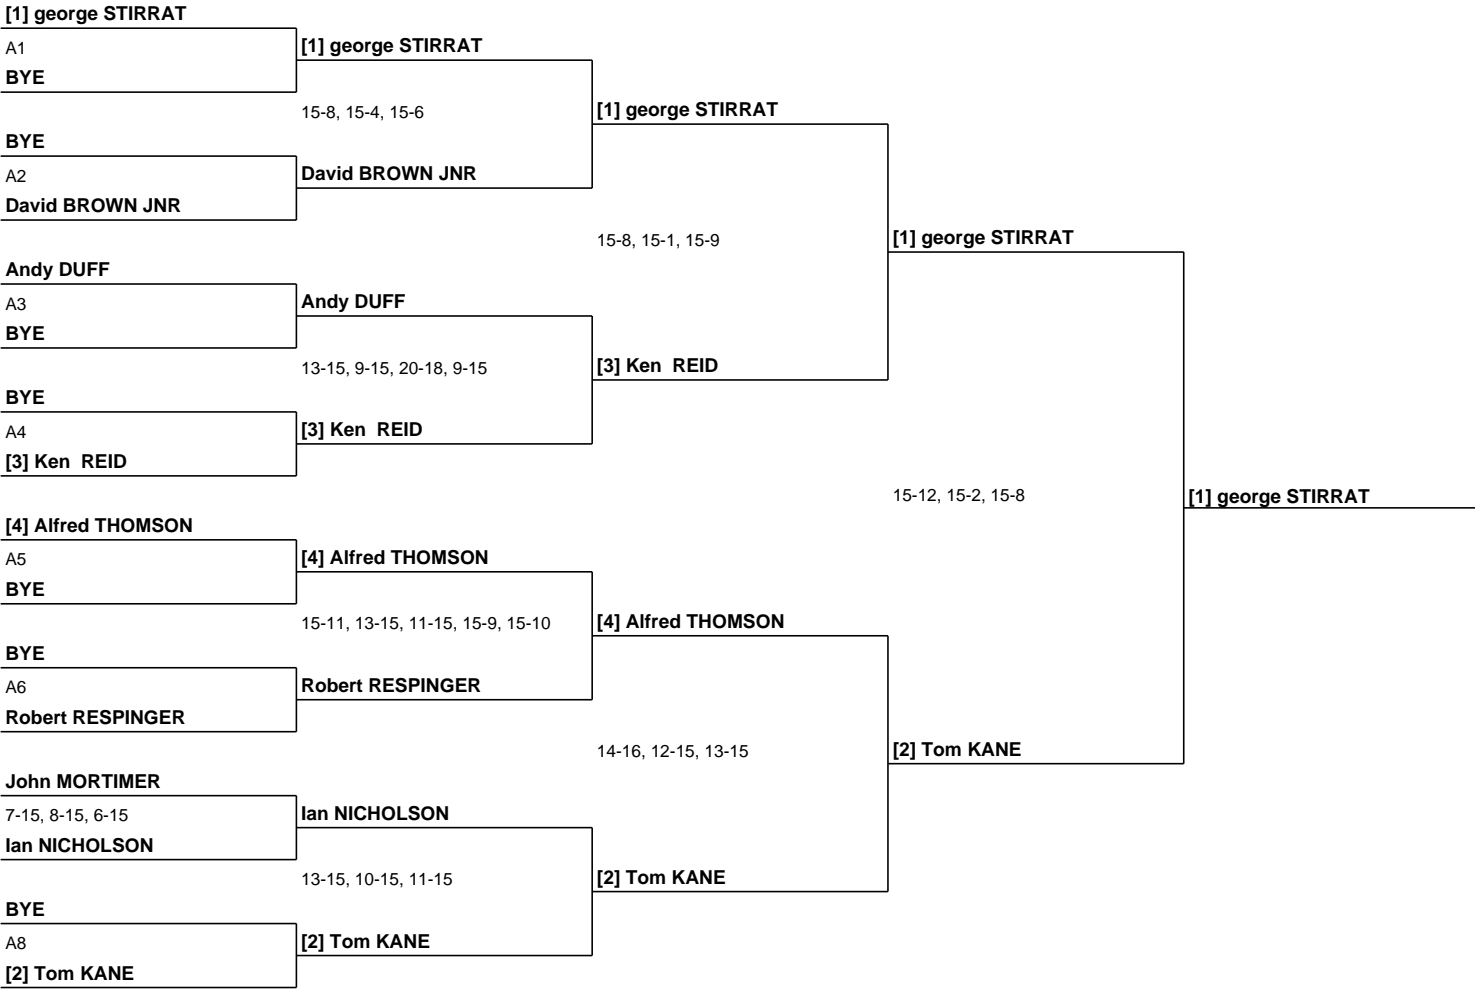 [1] george STIRRAT
A1
BYE
BYE
A2
David BROWN JNR
Andy DUFF
A3
BYE
BYE
A4
[3] Ken  REID
[4] Alfred THOMSON
A5
BYE
BYE
A6
Robert RESPINGER
John MORTIMER
7-15, 8-15, 6-15
Ian NICHOLSON
BYE
A8
[2] Tom KANE
[1] george STIRRAT
15-8, 15-4, 15-6
David BROWN JNR
Andy DUFF
13-15, 9-15, 20-18, 9-15
[3] Ken  REID
[4] Alfred THOMSON
15-11, 13-15, 11-15, 15-9, 15-10
Robert RESPINGER
Ian NICHOLSON
13-15, 10-15, 11-15
[2] Tom KANE
[1] george STIRRAT
15-8, 15-1, 15-9
[3] Ken  REID
[4] Alfred THOMSON
14-16, 12-15, 13-15
[2] Tom KANE
[1] george STIRRAT
15-12, 15-2, 15-8
[2] Tom KANE
[1] george STIRRAT